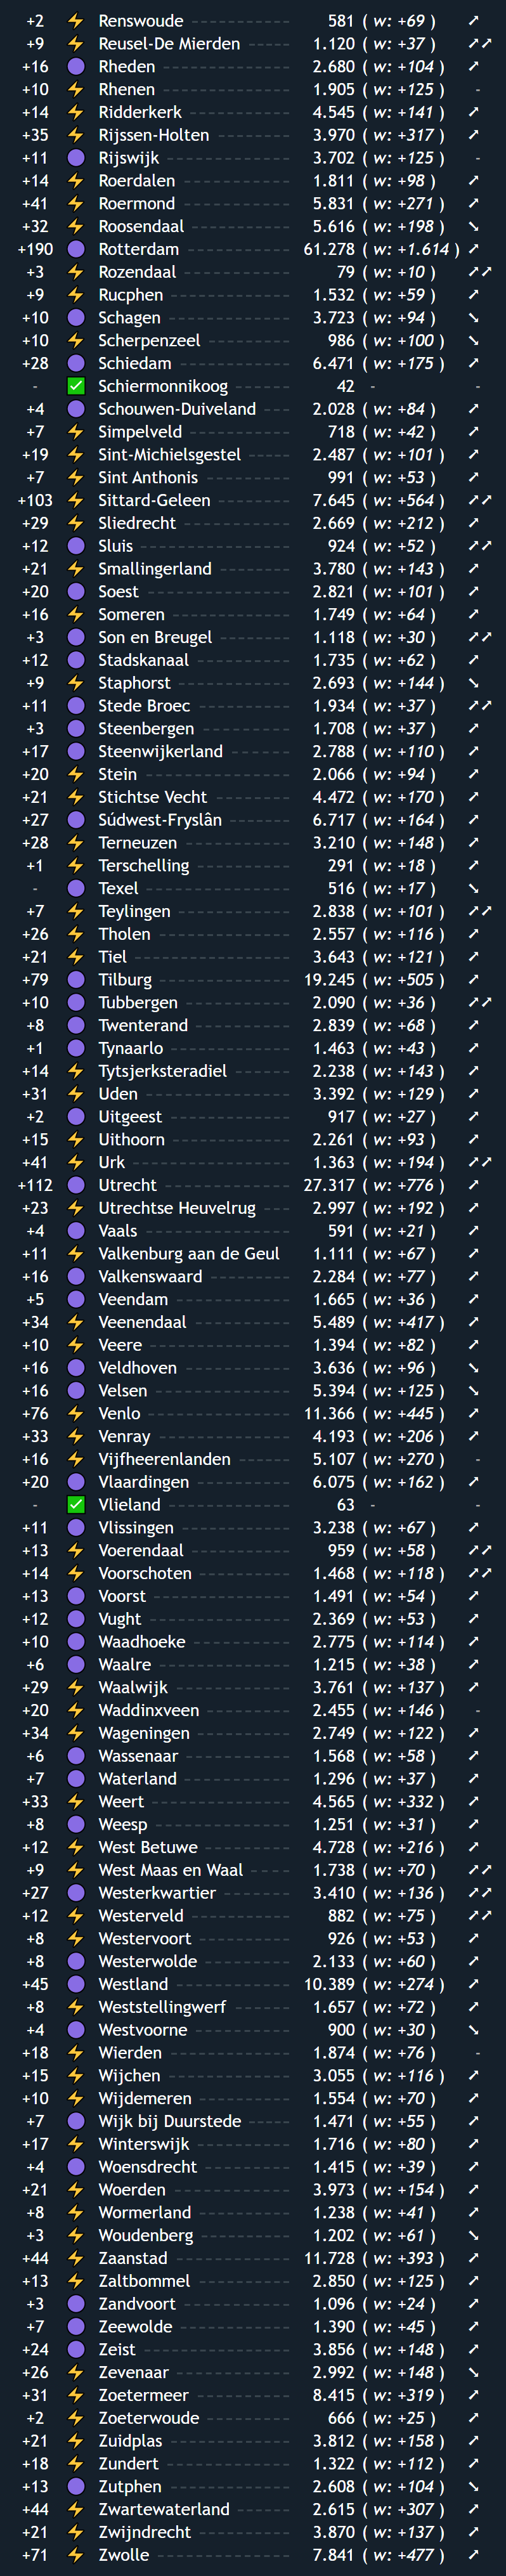 +2 ⚡ Renswoude 581 ( w: +69 ) ➚
+9 ⚡ Reusel-De Mierden 1.120 ( w: +37 ) ➚➚
+16 🟣 Rheden 2.680 ( w: +104 ) ➚
+10 ⚡ Rhenen 1.905 ( w: +125 ) -
+14 ⚡ Ridderkerk 4.545 ( w: +141 ) ➚
+35 ⚡ Rijssen-Holten 3.970 ( w: +317 ) ➚
+11 🟣 Rijswijk 3.702 ( w: +125 ) -
+14 ⚡ Roerdalen 1.811 ( w: +98 ) ➚
+41 ⚡ Roermond 5.831 ( w: +271 ) ➚
+32 ⚡ Roosendaal 5.616 ( w: +198 ) ➘
+190 🟣 Rotterdam 61.278 ( w: +1.614 ) ➚
+3 ⚡ Rozendaal 79 ( w: +10 ) ➚➚
+9 ⚡ Rucphen 1.532 ( w: +59 ) ➚
+10 🟣 Schagen 3.723 ( w: +94 ) ➘
+10 ⚡ Scherpenzeel 986 ( w: +100 ) ➘
+28 🟣 Schiedam 6.471 ( w: +175 ) ➚
- ✅ Schiermonnikoog 42 - -
+4 🟣 Schouwen-Duiveland 2.028 ( w: +84 ) ➚
+7 ⚡ Simpelveld 718 ( w: +42 ) ➚
+19 ⚡ Sint-Michielsgestel 2.487 ( w: +101 ) ➚
+7 ⚡ Sint Anthonis 991 ( w: +53 ) ➚
+103 ⚡ Sittard-Geleen 7.645 ( w: +564 ) ➚➚
+29 ⚡ Sliedrecht 2.669 ( w: +212 ) ➚
+12 🟣 Sluis 924 ( w: +52 ) ➚➚
+21 ⚡ Smallingerland 3.780 ( w: +143 ) ➚
+20 🟣 Soest 2.821 ( w: +101 ) ➚
+16 ⚡ Someren 1.749 ( w: +64 ) ➚
+3 🟣 Son en Breugel 1.118 ( w: +30 ) ➚➚
+12 🟣 Stadskanaal 1.735 ( w: +62 ) ➚
+9 ⚡ Staphorst 2.693 ( w: +144 ) ➘
+11 🟣 Stede Broec 1.934 ( w: +37 ) ➚➚
+3 🟣 Steenbergen 1.708 ( w: +37 ) ➚
+17 🟣 Steenwijkerland 2.788 ( w: +110 ) ➚
+20 ⚡ Stein 2.066 ( w: +94 ) ➚
+21 ⚡ Stichtse Vecht 4.472 ( w: +170 ) ➚
+27 🟣 Súdwest-Fryslân 6.717 ( w: +164 ) ➚
+28 ⚡ Terneuzen 3.210 ( w: +148 ) ➚
+1 ⚡ Terschelling 291 ( w: +18 ) ➚
- 🟣 Texel 516 ( w: +17 ) ➘
+7 ⚡ Teylingen 2.838 ( w: +101 ) ➚➚
+26 ⚡ Tholen 2.557 ( w: +116 ) ➚
+21 ⚡ Tiel 3.643 ( w: +121 ) ➚
+79 🟣 Tilburg 19.245 ( w: +505 ) ➚
+10 🟣 Tubbergen 2.090 ( w: +36 ) ➚➚
+8 🟣 Twenterand 2.839 ( w: +68 ) ➚
+1 🟣 Tynaarlo 1.463 ( w: +43 ) ➚
+14 ⚡ Tytsjerksteradiel 2.238 ( w: +143 ) ➚
+31 ⚡ Uden 3.392 ( w: +129 ) ➚
+2 🟣 Uitgeest 917 ( w: +27 ) ➚
+15 ⚡ Uithoorn 2.261 ( w: +93 ) ➚
+41 ⚡ Urk 1.363 ( w: +194 ) ➚➚
+112 🟣 Utrecht 27.317 ( w: +776 ) ➚
+23 ⚡ Utrechtse Heuvelrug 2.997 ( w: +192 ) ➚
+4 🟣 Vaals 591 ( w: +21 ) ➚
+11 ⚡ Valkenburg aan de Geul 1.111 ( w: +67 ) ➚
+16 🟣 Valkenswaard 2.284 ( w: +77 ) ➚
+5 🟣 Veendam 1.665 ( w: +36 ) ➚
+34 ⚡ Veenendaal 5.489 ( w: +417 ) ➚
+10 ⚡ Veere 1.394 ( w: +82 ) ➚
+16 🟣 Veldhoven 3.636 ( w: +96 ) ➘
+16 🟣 Velsen 5.394 ( w: +125 ) ➘
+76 ⚡ Venlo 11.366 ( w: +445 ) ➚
+33 ⚡ Venray 4.193 ( w: +206 ) ➚
+16 ⚡ Vijfheerenlanden 5.107 ( w: +270 ) -
+20 🟣 Vlaardingen 6.075 ( w: +162 ) ➚
- ✅ Vlieland 63 - -
+11 🟣 Vlissingen 3.238 ( w: +67 ) ➚
+13 ⚡ Voerendaal 959 ( w: +58 ) ➚➚
+14 ⚡ Voorschoten 1.468 ( w: +118 ) ➚➚
+13 🟣 Voorst 1.491 ( w: +54 ) ➚
+12 🟣 Vught 2.369 ( w: +53 ) ➚
+10 🟣 Waadhoeke 2.775 ( w: +114 ) ➚
+6 🟣 Waalre 1.215 ( w: +38 ) ➚
+29 ⚡ Waalwijk 3.761 ( w: +137 ) ➚
+20 ⚡ Waddinxveen 2.455 ( w: +146 ) -
+34 ⚡ Wageningen 2.749 ( w: +122 ) ➚
+6 🟣 Wassenaar 1.568 ( w: +58 ) ➚
+7 🟣 Waterland 1.296 ( w: +37 ) ➚
+33 ⚡ Weert 4.565 ( w: +332 ) ➚
+8 🟣 Weesp 1.251 ( w: +31 ) ➚
+12 ⚡ West Betuwe 4.728 ( w: +216 ) ➚
+9 ⚡ West Maas en Waal 1.738 ( w: +70 ) ➚➚
+27 🟣 Westerkwartier 3.410 ( w: +136 ) ➚➚
+12 ⚡ Westerveld 882 ( w: +75 ) ➚➚
+8 ⚡ Westervoort 926 ( w: +53 ) ➚
+8 🟣 Westerwolde 2.133 ( w: +60 ) ➚
+45 🟣 Westland 10.389 ( w: +274 ) ➚
+8 ⚡ Weststellingwerf 1.657 ( w: +72 ) ➚
+4 🟣 Westvoorne 900 ( w: +30 ) ➘
+18 ⚡ Wierden 1.874 ( w: +76 ) -
+15 ⚡ Wijchen 3.055 ( w: +116 ) ➚
+10 ⚡ Wijdemeren 1.554 ( w: +70 ) ➚
+7 🟣 Wijk bij Duurstede 1.471 ( w: +55 ) ➚
+17 ⚡ Winterswijk 1.716 ( w: +80 ) ➚
+4 🟣 Woensdrecht 1.415 ( w: +39 ) ➚
+21 ⚡ Woerden 3.973 ( w: +154 ) ➚
+8 ⚡ Wormerland 1.238 ( w: +41 ) ➚
+3 ⚡ Woudenberg 1.202 ( w: +61 ) ➘
+44 ⚡ Zaanstad 11.728 ( w: +393 ) ➚
+13 ⚡ Zaltbommel 2.850 ( w: +125 ) ➚
+3 🟣 Zandvoort 1.096 ( w: +24 ) ➚
+7 🟣 Zeewolde 1.390 ( w: +45 ) ➚
+24 🟣 Zeist 3.856 ( w: +148 ) ➚
+26 ⚡ Zevenaar 2.992 ( w: +148 ) ➘
+31 ⚡ Zoetermeer 8.415 ( w: +319 ) ➚
+2 ⚡ Zoeterwoude 666 ( w: +25 ) ➚
+21 ⚡ Zuidplas 3.812 ( w: +158 ) ➚
+18 ⚡ Zundert 1.322 ( w: +112 ) ➚
+13 🟣 Zutphen 2.608 ( w: +104 ) ➘
+44 ⚡ Zwartewaterland 2.615 ( w: +307 ) ➚
+21 ⚡ Zwijndrecht 3.870 ( w: +137 ) ➚
+71 ⚡ Zwolle 7.841 ( w: +477 ) ➚